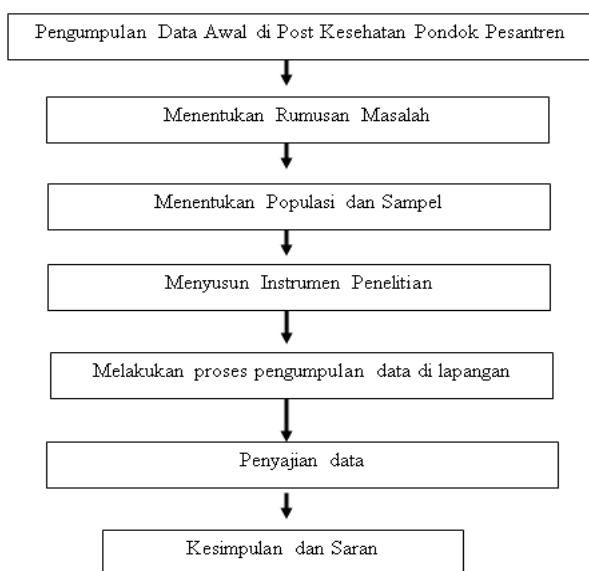 Pengumpulan Data Awal di Post Kesehatan Pondok Pesantren
Menentukan Rumusan Masalah
Menentukan Populasi dan Sampel
Menyusun Instrumen Penelitian
Melakukan proses pengumpulan data di lapangan
Penyajian data
Kesimpulan dan Saran